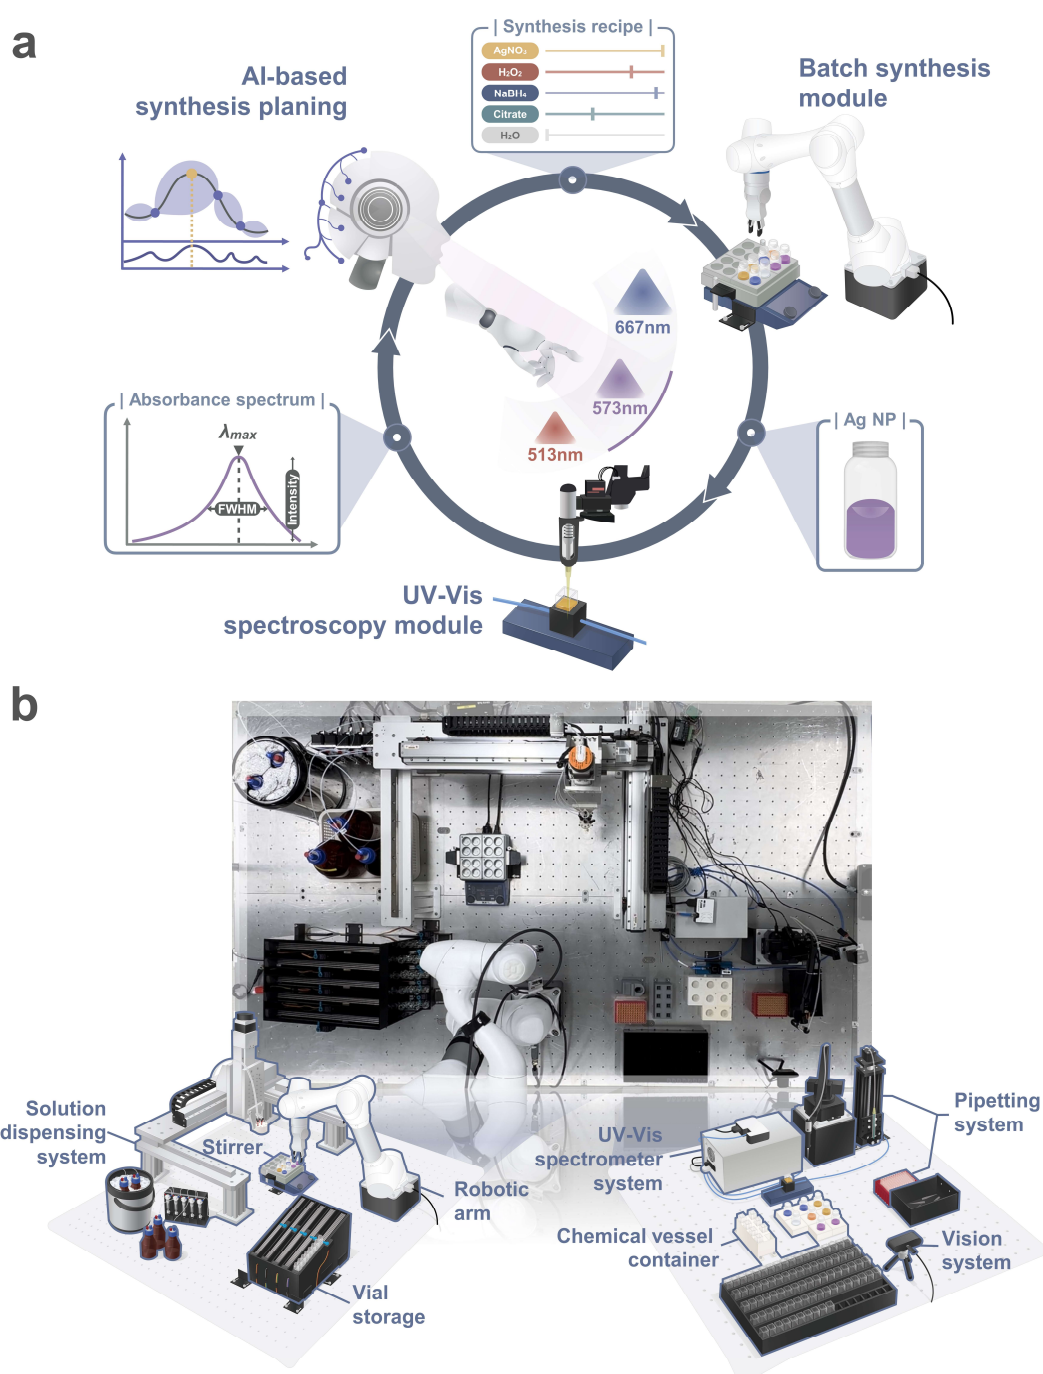 a
| Synthesis recipe |
AgNO₃
H₂O₂
NaBH₄
Citrate
H₂O
AI-based
synthesis planing
Batch synthesis
module
667nm
573nm
513nm
| Absorbance spectrum |
λmax
FWHM
Intensity
| Ag NP |
UV-Vis
spectroscopy module
b
Solution
dispensing
system
Stirrer
Robotic
arm
Vial
storage
UV-Vis
spectrometer
system
Pipetting
system
Chemical vessel
container
Vision
system